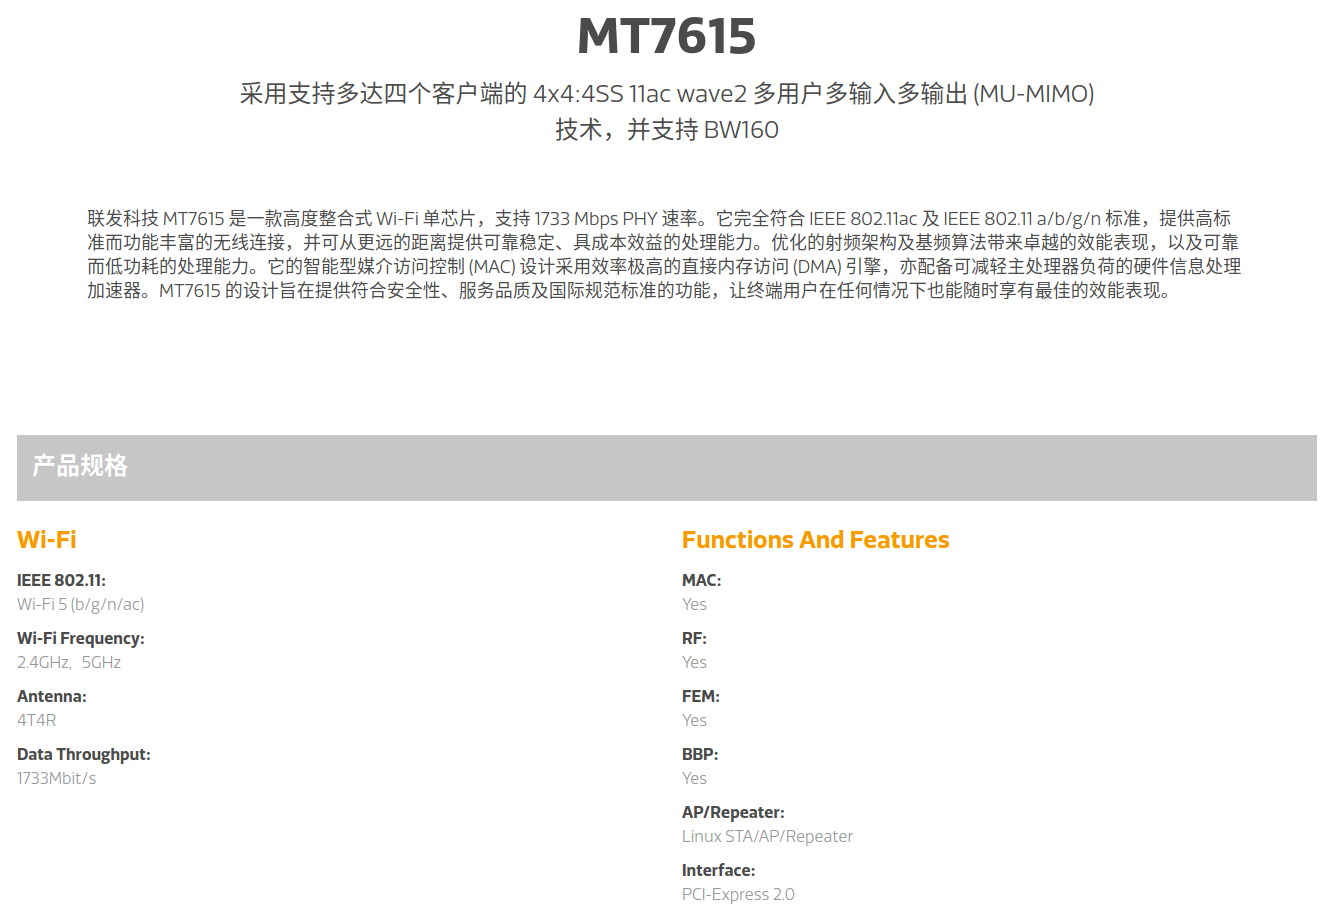 MT7615
采用支持多达四个客户端的 4x4:4SS 11ac wave2 多用户多输入多输出 (MU-MIMO)
技术，并支持 BW160
联发科技 MT7615 是一款高度整合式 Wi-Fi 单芯片，支持 1733 Mbps PHY 速率。它完全符合 IEEE 802.11ac 及 IEEE 802.11 a/b/g/n 标准，提供高标
准而功能丰富的无线连接，并可从更远的距离提供可靠稳定、具成本效益的处理能力。优化的射频架构及基频算法带来卓越的效能表现，以及可靠
而低功耗的处理能力。它的智能型媒介访问控制 (MAC) 设计采用效率极高的直接内存访问 (DMA) 引擎，亦配备可减轻主处理器负荷的硬件信息处理
加速器。MT7615 的设计旨在提供符合安全性、服务品质及国际规范标准的功能，让终端用户在任何情况下也能随时享有最佳的效能表现。
产品规格
Wi-Fi
IEEE 802.11:
Wi-Fi 5 (b/g/n/ac)
Wi-Fi Frequency:
2.4GHz, 5GHz
Antenna:
4T4R
Data Throughput:
1733Mbit/s
Functions And Features
MAC:
Yes
RF:
Yes
FEM:
Yes
BBP:
Yes
AP/Repeater:
Linux STA/AP/Repeater
Interface:
PCI-Express 2.0